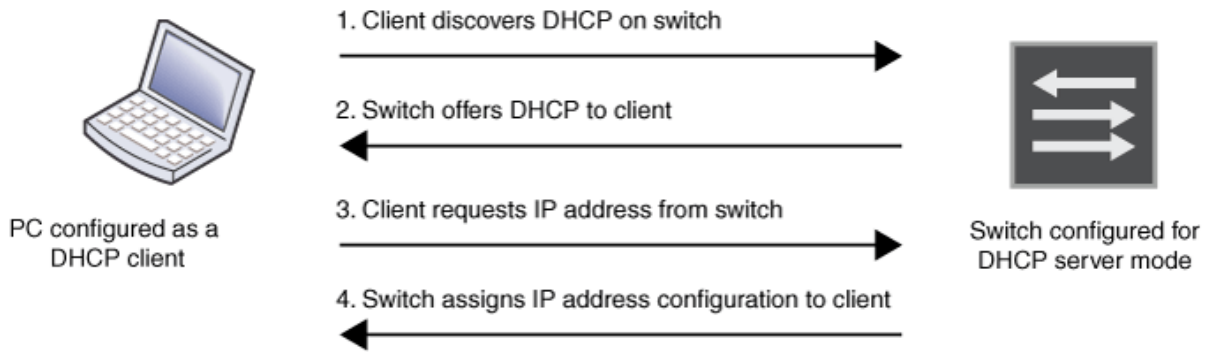 1. Client discovers DHCP on switch
2. Switch offers DHCP to client
3. Client requests IP address from switch
4. Switch assigns IP address configuration to client
PC configured as a
DHCP client
Switch configured for
DHCP server mode